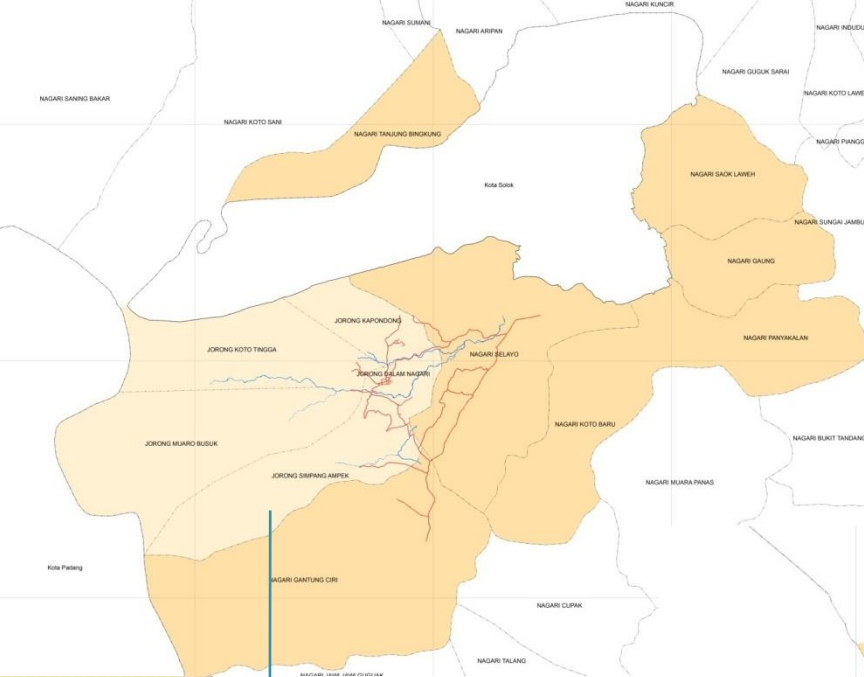 NAGARI KUNCIR
NAGARI SUMANI
NAGARI ARIPAN
NAGARI
NAGARI GUGUK SARAI
NAGARI SANING BAKAR
NAGARI KOTO
NAGARI KOTO SANI
NAGARI TANJUNG BINGKUNG
NAGARI
NAGARI SAOK LAWEH
Kota Solok
NAGARI SUNGAI JAMBU
NAGARI GAUNG
JORONG KAPONDONG
NAGARI PANYAKALAN
JORONG KOTO TINGGA
NAGARI SELAYO
JORONG DALAM NAGARI
NAGARI KOTO BARU
NAGARI BUKIT TANDANG
JORONG MUARO BUSUK
JORONG SIMPANG AMPEK
NAGARI MUARA PANAS
Kota Padang
NAGARI GANTUNG CIRI
NAGARI CUPAK
NAGARI TALANG